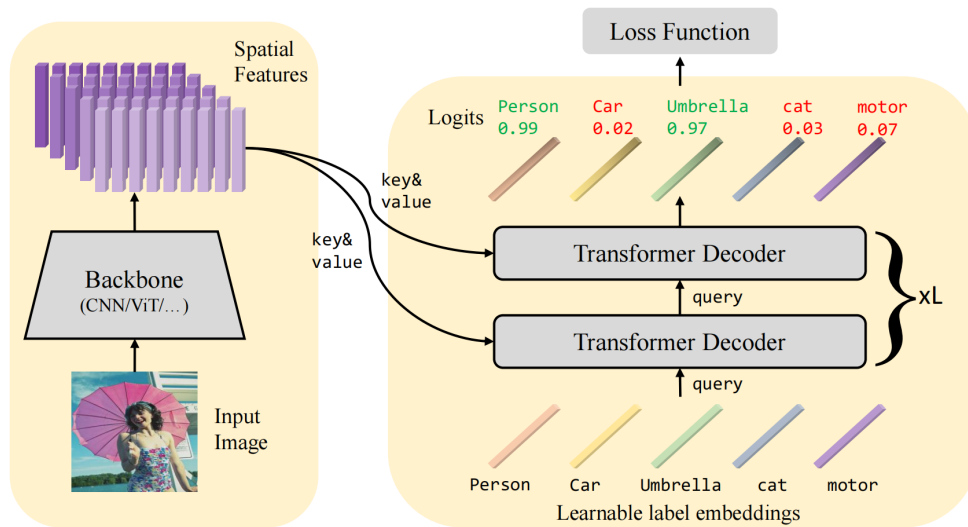 Loss Function
Spatial
Features
Logits
Person
0.99
Car
0.02
Umbrella
0.97
cat
0.03
motor
0.07
key&
value
key&
value
Transformer Decoder
query
Transformer Decoder
xL
query
Backbone
(CNN/ViT/…)
Input
Image
Person
Car
Umbrella
cat
motor
Learnable label embeddings